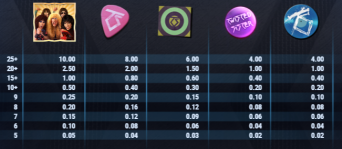 TWISTED SISTER
25+ 10.00 8.00 6.00 4.00 4.00
20+ 2.50 2.00 1.50 1.00 1.00
15+ 1.00 0.80 0.60 0.40 0.40
10+ 0.50 0.40 0.30 0.20 0.20
9 0.25 0.20 0.15 0.10 0.10
8 0.20 0.16 0.12 0.08 0.08
7 0.15 0.12 0.09 0.06 0.06
6 0.10 0.08 0.06 0.04 0.04
5 0.05 0.04 0.03 0.02 0.02